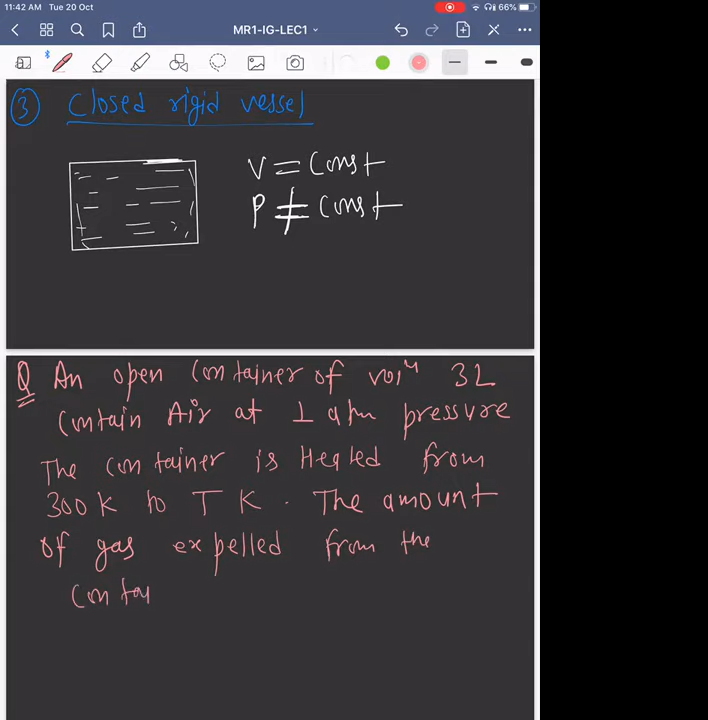 11:42 AM Tue 20 Oct
66%
MR1-IG-LEC1
③ Closed rigid vessel
V = Const
P ≠ Const
Q An open Container of volᵐ 3L
Contain Air at 1 atm pressure
The container is Heated from
300K to T K. The amount
of gas expelled from the
Contai